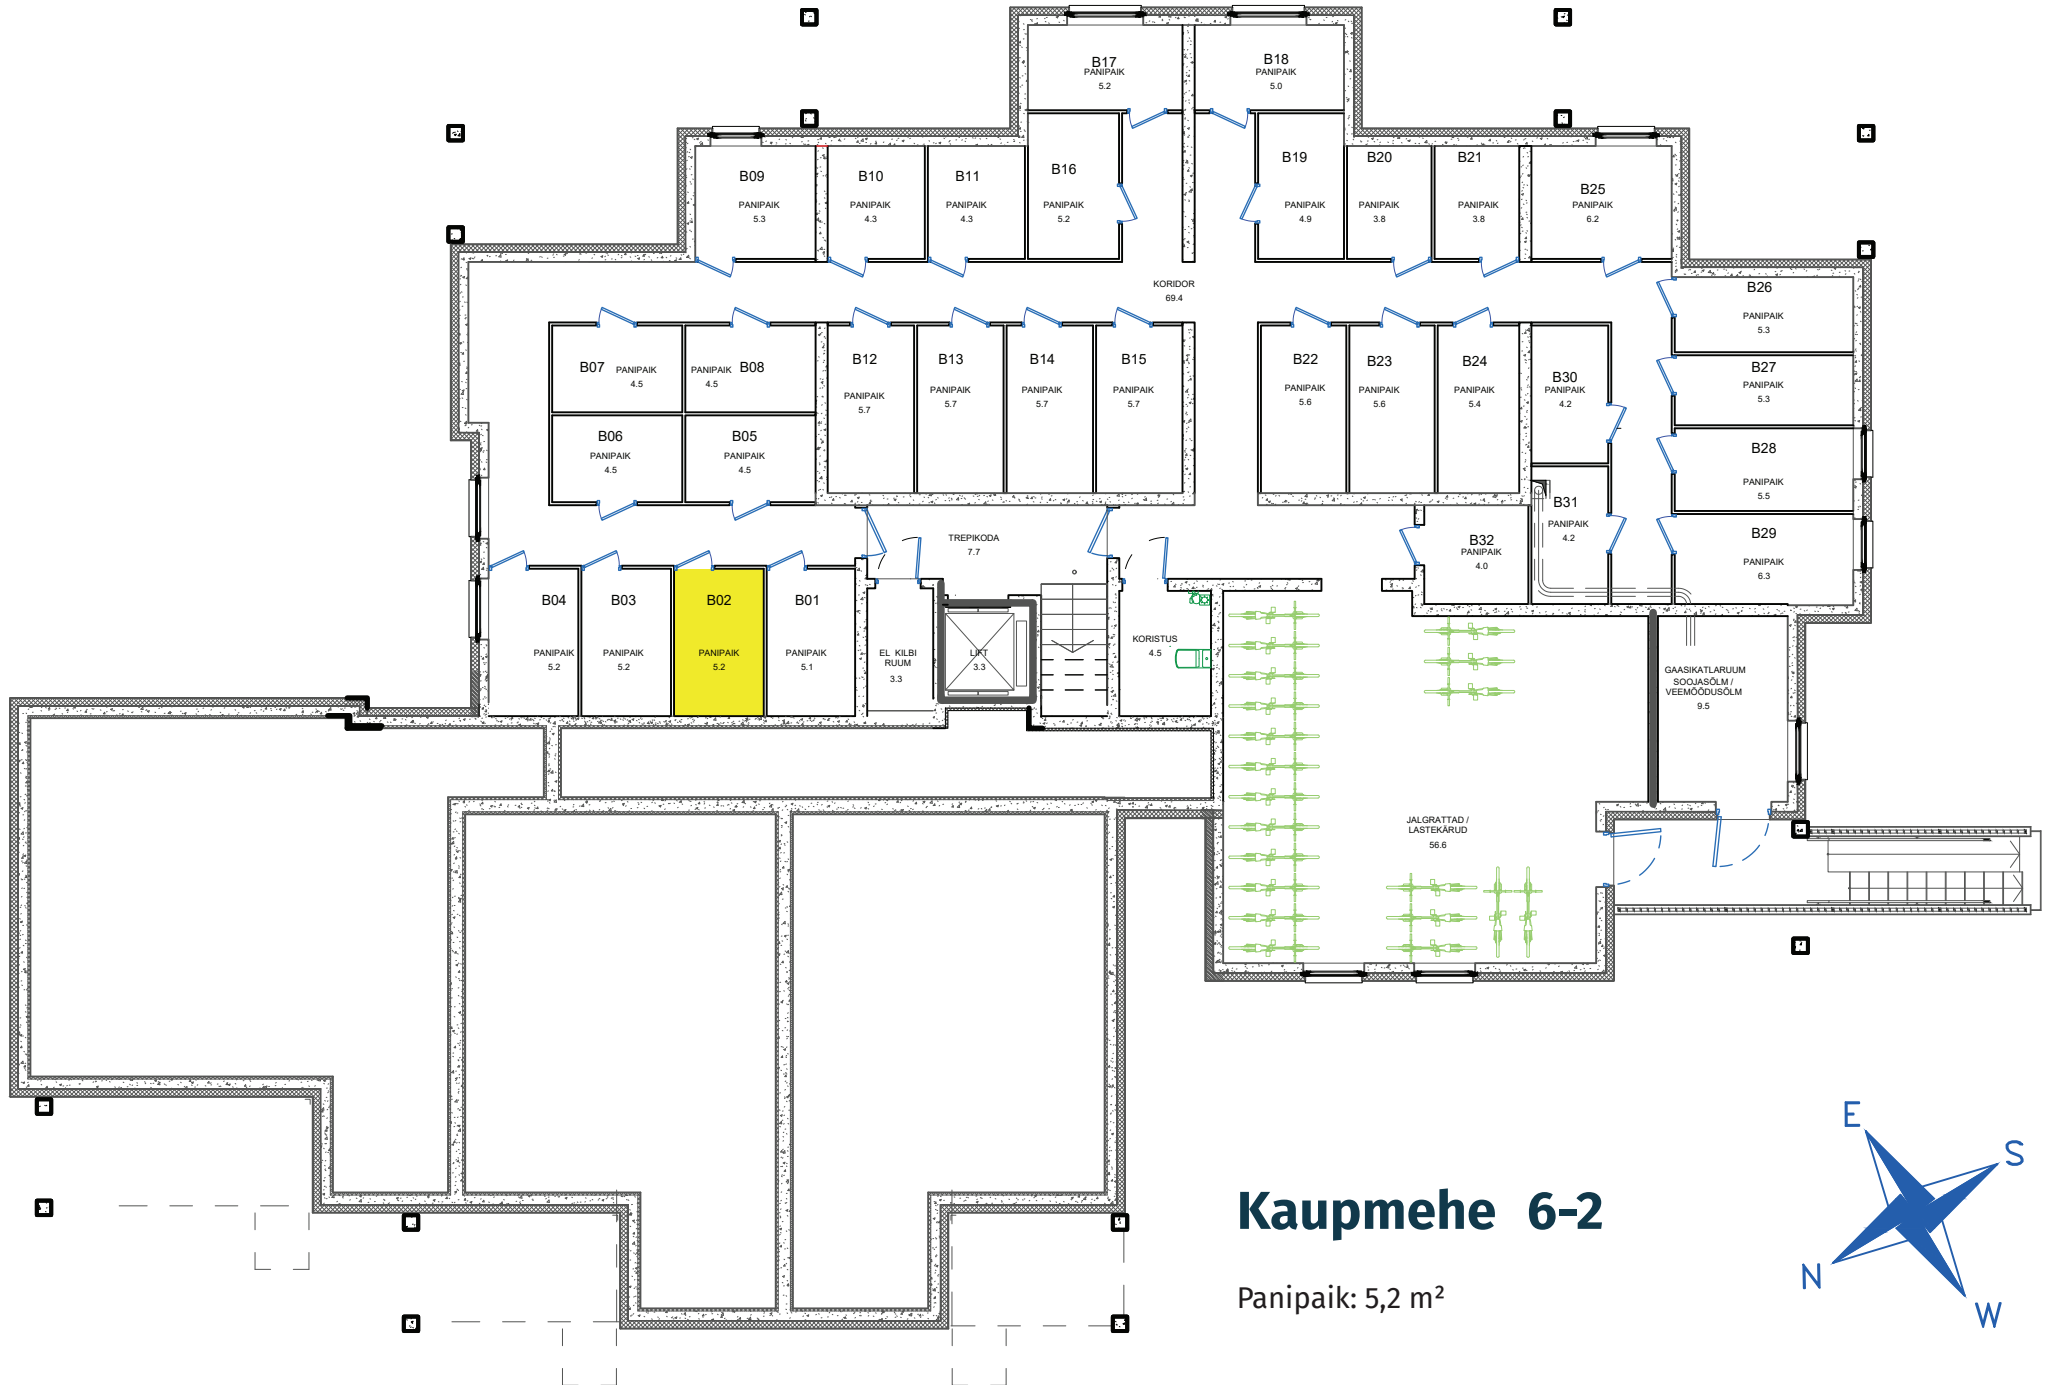 B17
PANIPAIK
5.2
B18
PANIPAIK
5.0
B09
PANIPAIK
5.3
B10
PANIPAIK
4.3
B11
PANIPAIK
4.3
B16
PANIPAIK
5.2
B19
PANIPAIK
4.9
B20
PANIPAIK
3.8
B21
PANIPAIK
3.8
B25
PANIPAIK
6.2
KORIDOR
69.4
B26
PANIPAIK
5.3
B07
PANIPAIK
4.5
PANIPAIK
4.5
B08
B12
PANIPAIK
5.7
B13
PANIPAIK
5.7
B14
PANIPAIK
5.7
B15
PANIPAIK
5.7
B22
PANIPAIK
5.6
B23
PANIPAIK
5.6
B24
PANIPAIK
5.4
B30
PANIPAIK
4.2
B27
PANIPAIK
5.3
B06
PANIPAIK
4.5
B05
PANIPAIK
4.5
B28
PANIPAIK
5.5
B31
PANIPAIK
4.2
B32
PANIPAIK
4.0
B29
PANIPAIK
6.3
TREPIKODA
7.7
B04
PANIPAIK
5.2
B03
PANIPAIK
5.2
B02
PANIPAIK
5.2
B01
PANIPAIK
5.1
EL KILBI
RUUM
3.3
LIFT
3.3
KORISTUS
4.5
GAASIKATLARUUM
SOOJASÕLM /
VEEMÕÕDUSÕLM
9.5
JALGRATTAD /
LASTEKÄRUD
56.6
Kaupmehe 6-2
Panipaik: 5,2 m²
E
S
N
W